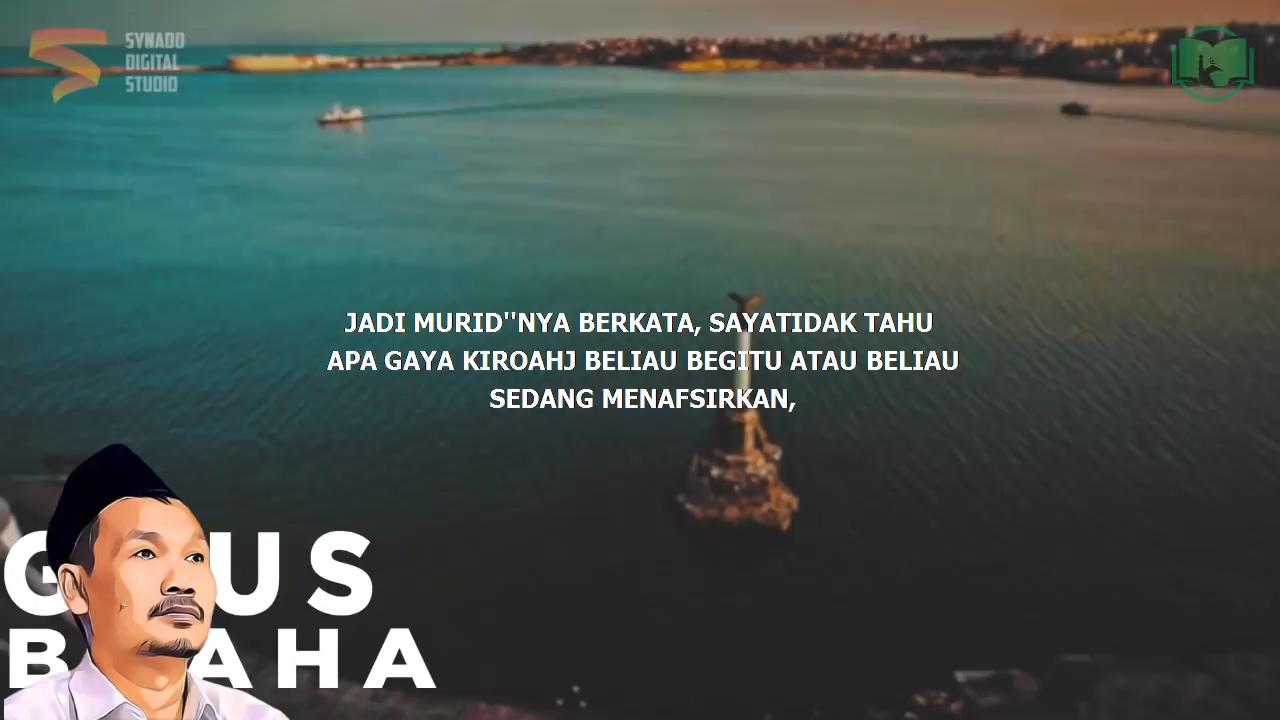 SYNADO
DIGITAL
STUDIO
JADI MURID''NYA BERKATA, SAYATIDAK TAHU
APA GAYA KIROAHJ BELIAU BEGITU ATAU BELIAU
SEDANG MENAFSIRKAN,
GUS
BAHA